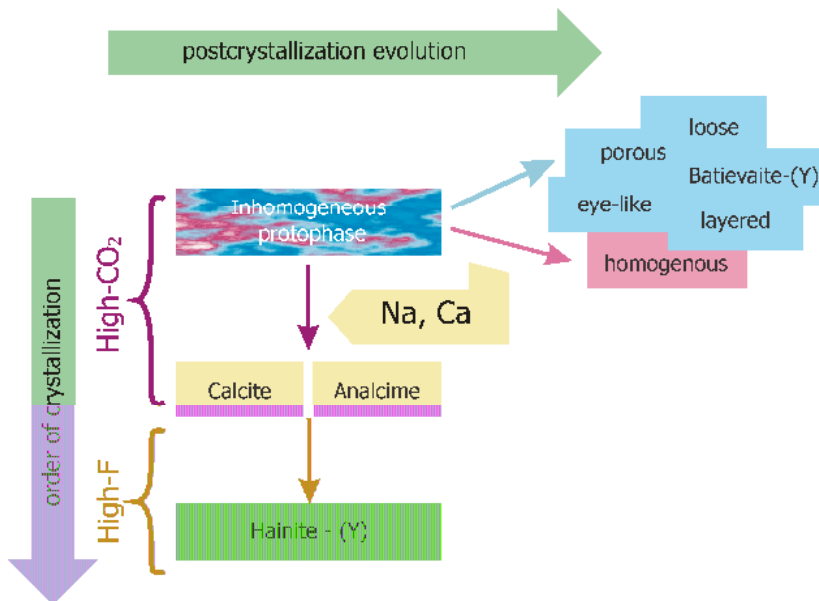 postcrystallization evolution
loose
porous
Batievaite-(Y)
eye-like
layered
homogenous
Inhomogeneous
protophase
High-CO₂
Na, Ca
order of crystallization
Calcite
Analcime
High-F
Hainite - (Y)